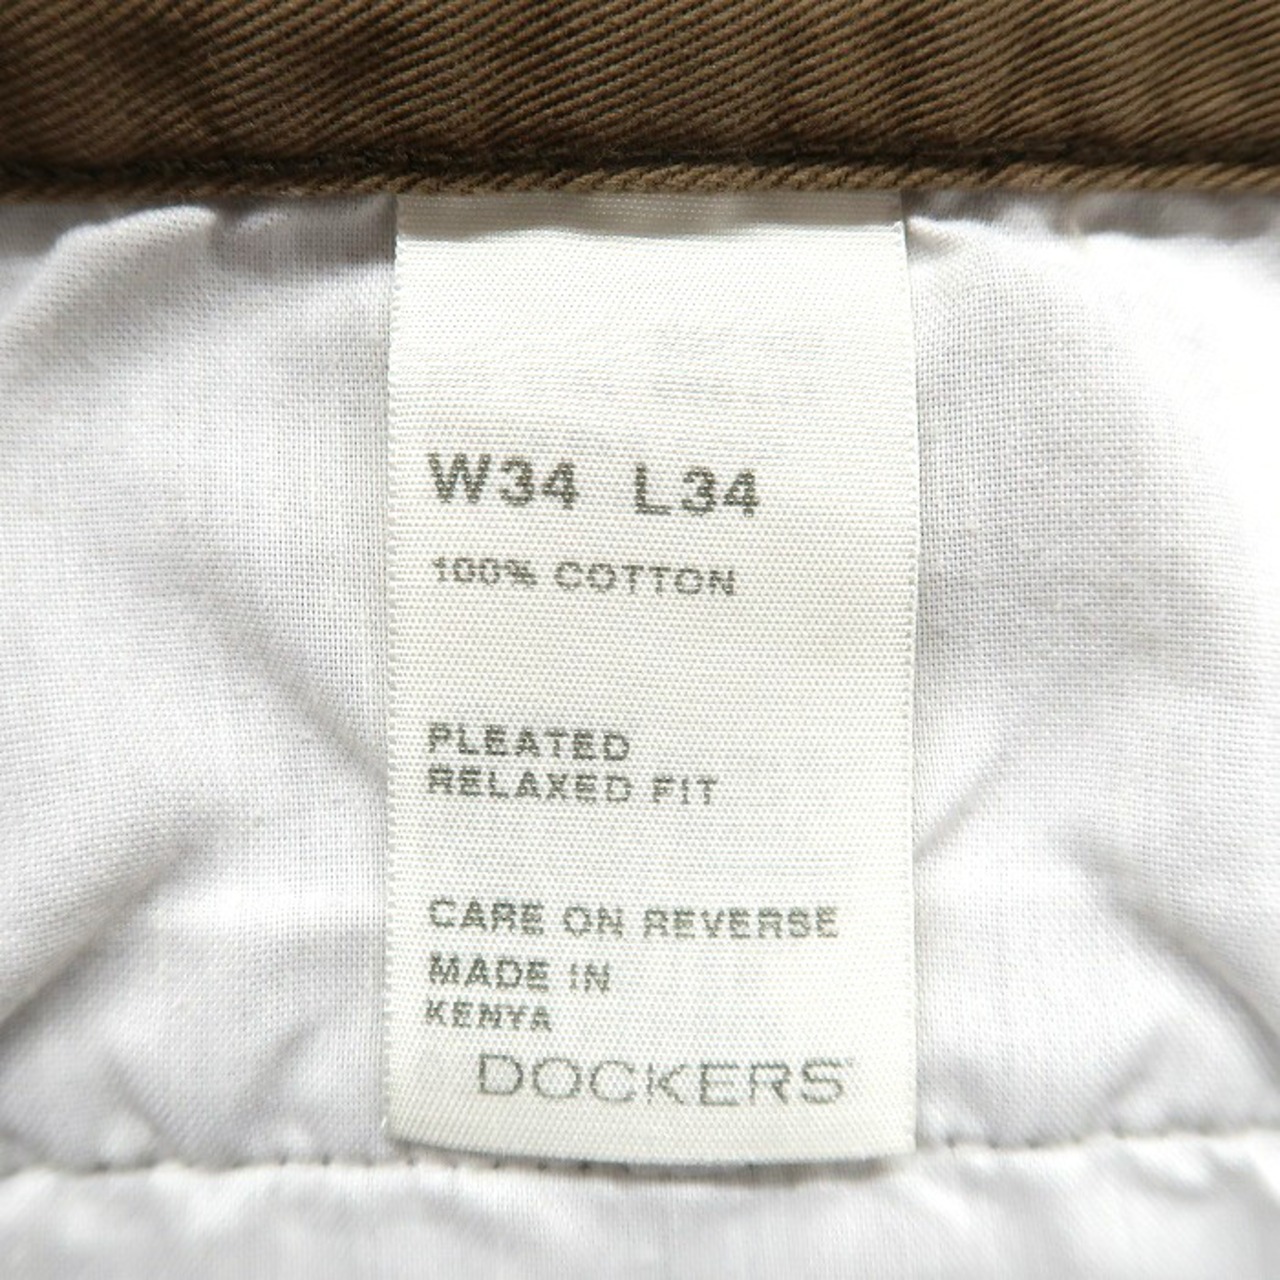 W34 L34
100% COTTON
PLEATED
RELAXED FIT
CARE ON REVERSE
MADE IN
KENYA
DOCKERS